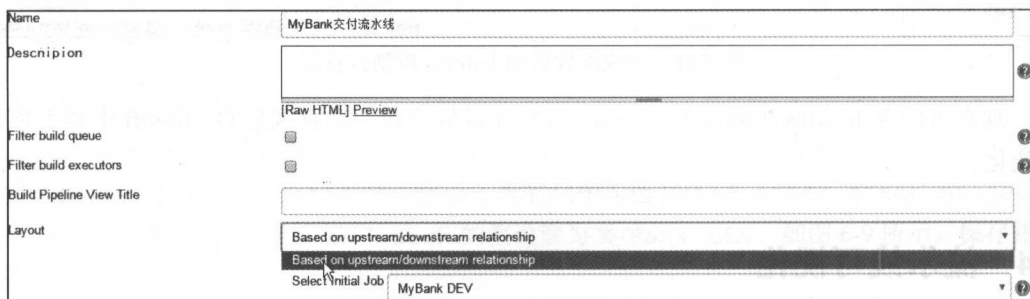 Name MyBank交付流水线
Descnipion
[Raw HTML] Preview
Filter build queue
Filter build executors
Build Pipeline View Title
Layout Based on upstream/downstream relationship
Based on upstream/downstream relationship
Select Initial Job MyBank DEV